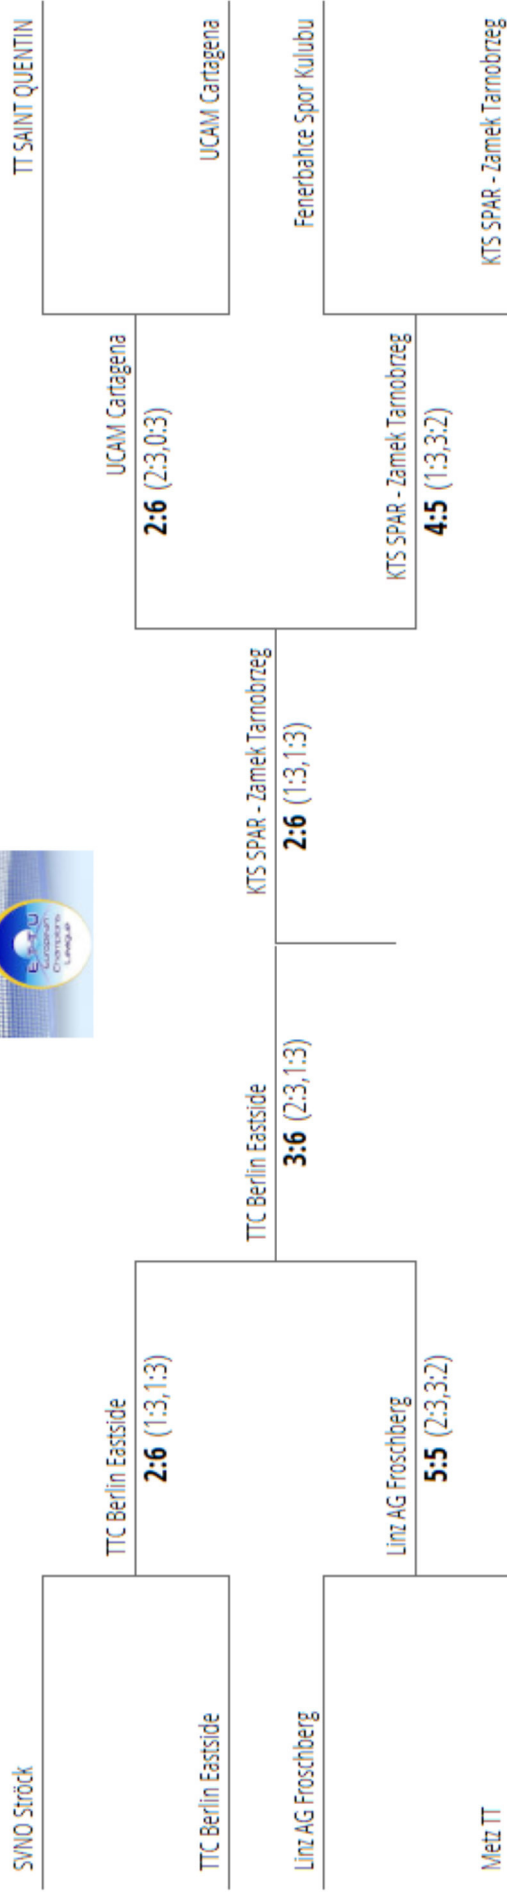 SVNO Ströck
TTC Berlin Eastside
Linz AG Froschberg
Metz TT
TTC Berlin Eastside
2:6 (1:3,1:3)
Linz AG Froschberg
5:5 (2:3,3:2)
TTC Berlin Eastside
3:6 (2:3,1:3)
ETTU
European
Champions
League
KTS SPAR - Zamek Tarnobrzeg
2:6 (1:3,1:3)
UCAM Cartagena
2:6 (2:3,0:3)
KTS SPAR - Zamek Tarnobrzeg
4:5 (1:3,3:2)
TT SAINT QUENTIN
UCAM Cartagena
Fenerbahce Spor Kulubu
KTS SPAR - Zamek Tarnobrzeg